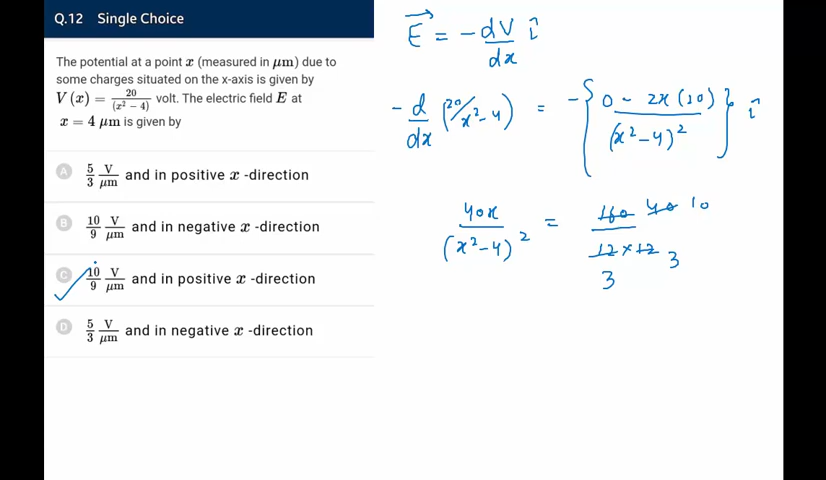 Q.12 Single Choice
The potential at a point x (measured in μm) due to
some charges situated on the x-axis is given by
V(x) = 20/(x² − 4) volt. The electric field E at
x = 4 μm is given by
A 5/3 V/μm and in positive x -direction
B 10/9 V/μm and in negative x -direction
C 10/9 V/μm and in positive x -direction
D 5/3 V/μm and in negative x -direction
E⃗ = −dV/dx î
−d/dx (20/x²−4) = −{0 − 2x(20)/(x²−4)²} î
40x/(x²−4)² = 160 40 10
12×12 3
3